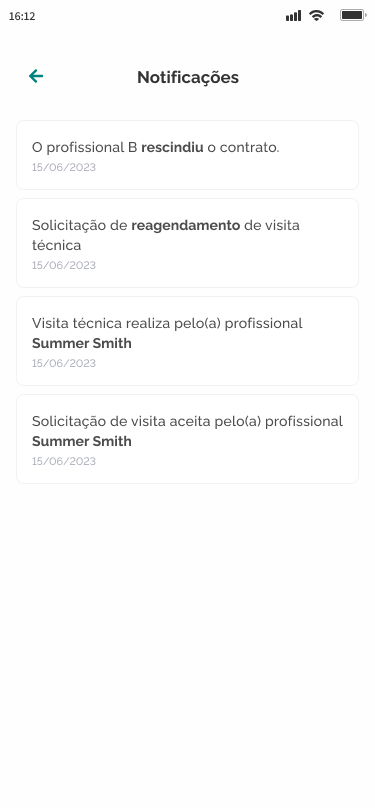 16:12
Notificações
O profissional B rescindiu o contrato.
15/06/2023
Solicitação de reagendamento de visita
técnica
15/06/2023
Visita técnica realiza pelo(a) profissional
Summer Smith
15/06/2023
Solicitação de visita aceita pelo(a) profissional
Summer Smith
15/06/2023